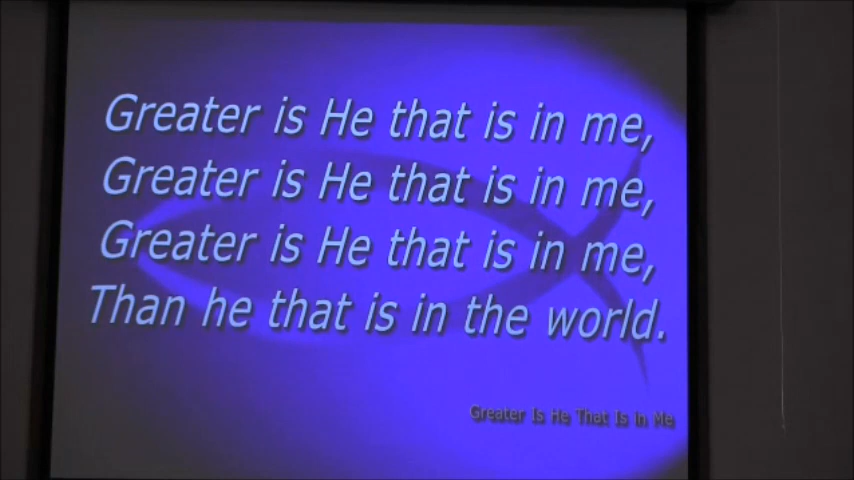 Greater is He that is in me,
Greater is He that is in me,
Greater is He that is in me,
Than he that is in the world.
Greater Is He That Is In Me